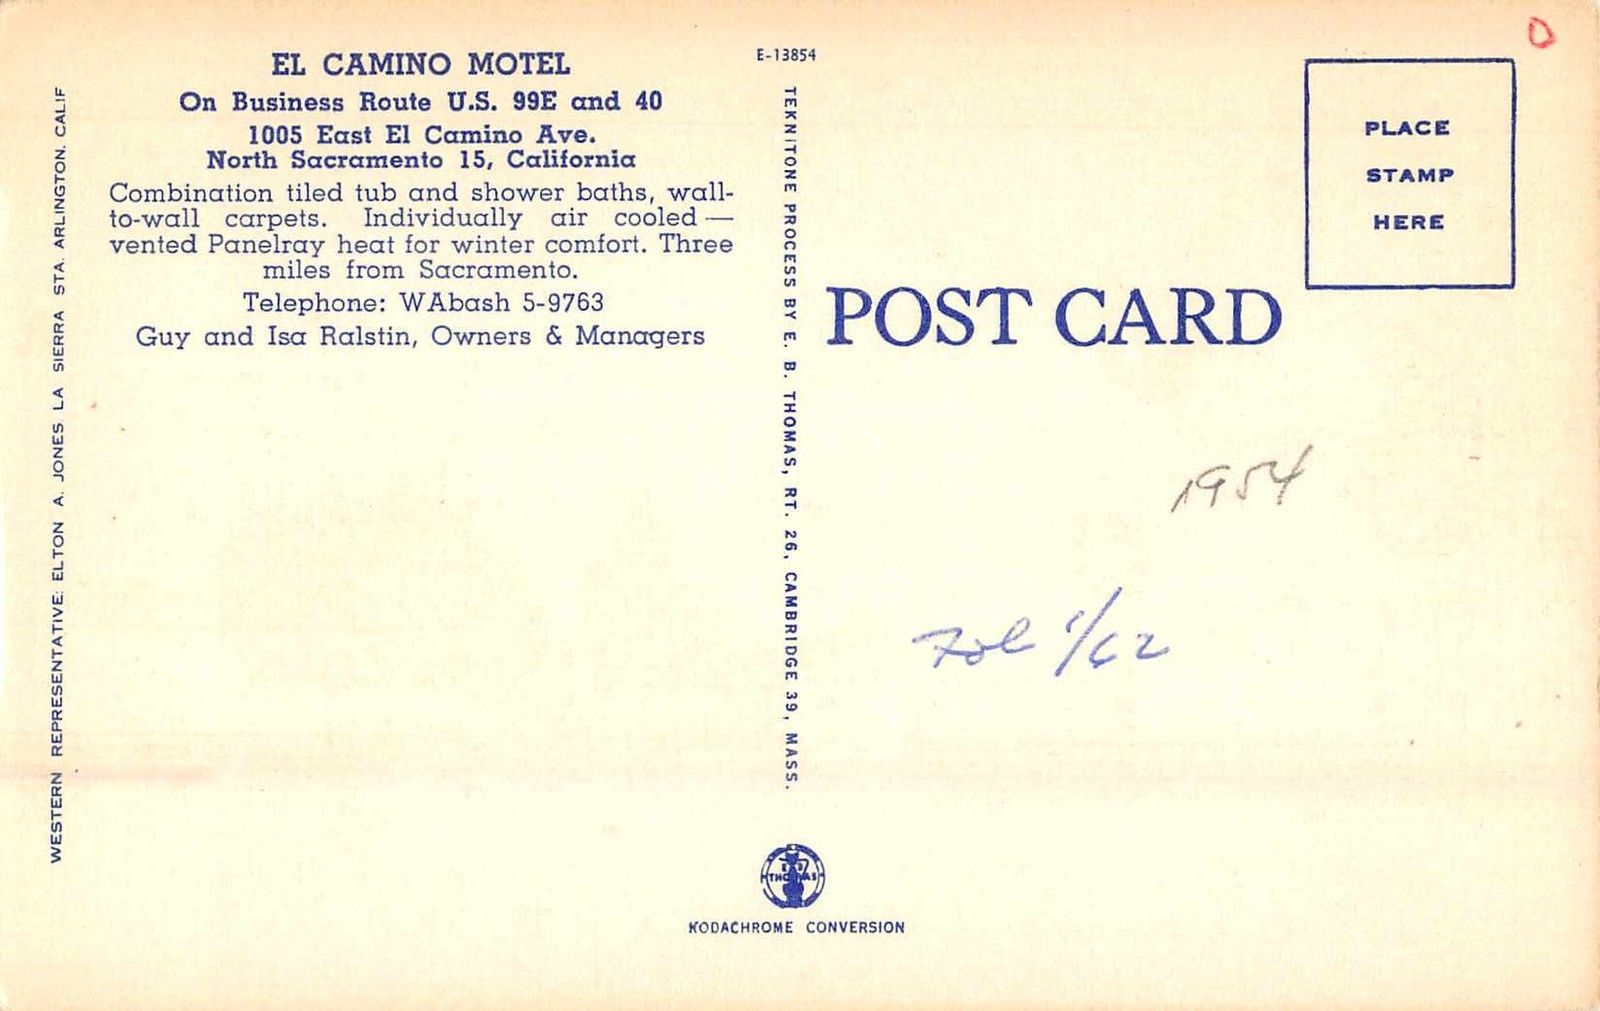 EL CAMINO MOTEL
On Business Route U.S. 99E and 40
1005 East El Camino Ave.
North Sacramento 15, California
Combination tiled tub and shower baths, wall-
to-wall carpets. Individually air cooled —
vented Panelray heat for winter comfort. Three
miles from Sacramento.
Telephone: WAbash 5-9763
Guy and Isa Ralstin, Owners & Managers
WESTERN REPRESENTATIVE: ELTON A. JONES LA SIERRA STA. ARLINGTON. CALIF
E-13854
TEKNITONE PROCESS BY E. B. THOMAS, RT. 26, CAMBRIDGE 39, MASS.
PLACE
STAMP
HERE
POST CARD
1954
1/62
THOMAS
KODACHROME CONVERSION